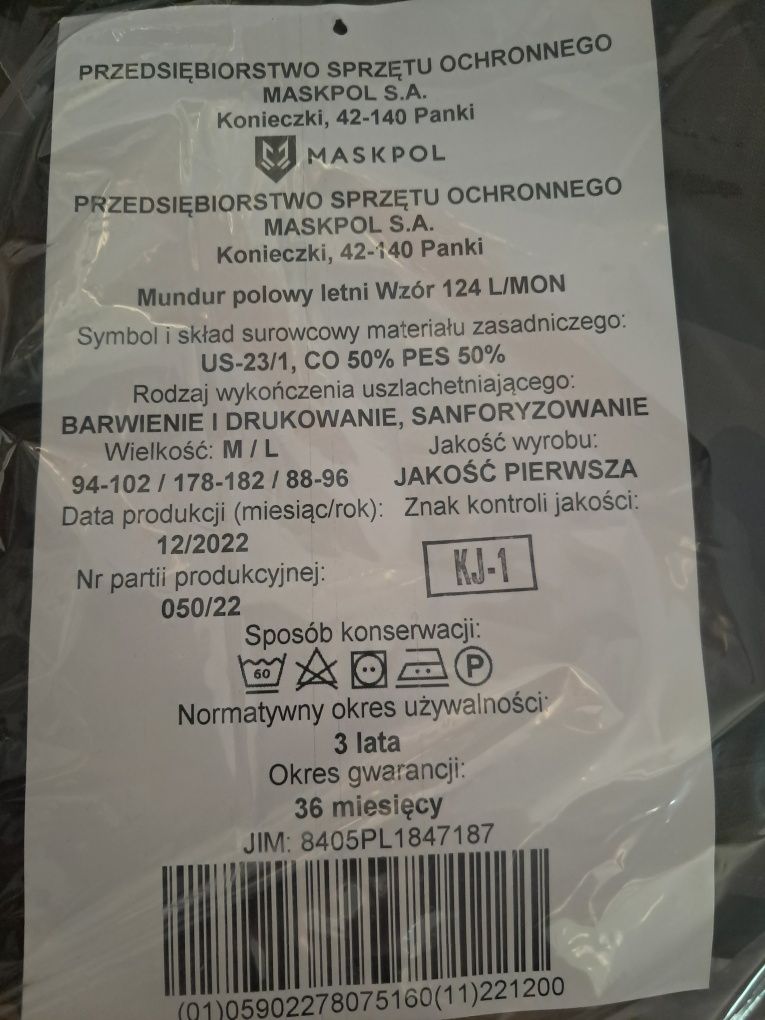 PRZEDSIĘBIORSTWO SPRZĘTU OCHRONNEGO
MASKPOL S.A.
Konieczki, 42-140 Panki
MASKPOL
PRZEDSIĘBIORSTWO SPRZĘTU OCHRONNEGO
MASKPOL S.A.
Konieczki, 42-140 Panki
Mundur polowy letni Wzór 124 L/MON
Symbol i skład surowcowy materiału zasadniczego:
US-23/1, CO 50% PES 50%
Rodzaj wykończenia uszlachetniającego:
BARWIENIE I DRUKOWANIE, SANFORYZOWANIE
Wielkość: M / L
94-102 / 178-182 / 88-96
Jakość wyrobu:
JAKOŚĆ PIERWSZA
Data produkcji (miesiąc/rok):
12/2022
Znak kontroli jakości:
KJ-1
Nr partii produkcyjnej:
050/22
Sposób konserwacji:
60 P
Normatywny okres używalności:
3 lata
Okres gwarancji:
36 miesięcy
JIM: 8405PL1847187
(01)05902278075160(11)221200